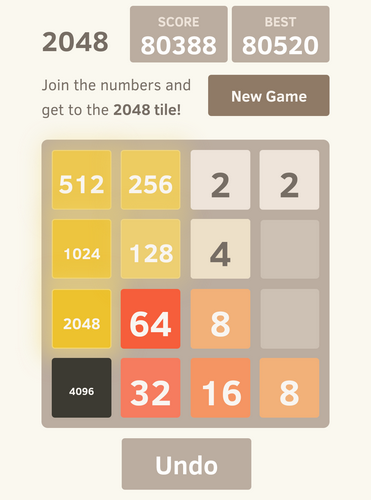 2048
SCORE
80388
BEST
80520
Join the numbers and
get to the 2048 tile!
New Game
512 256 2 2
1024 128 4
2048 64 8
4096 32 16 8
Undo